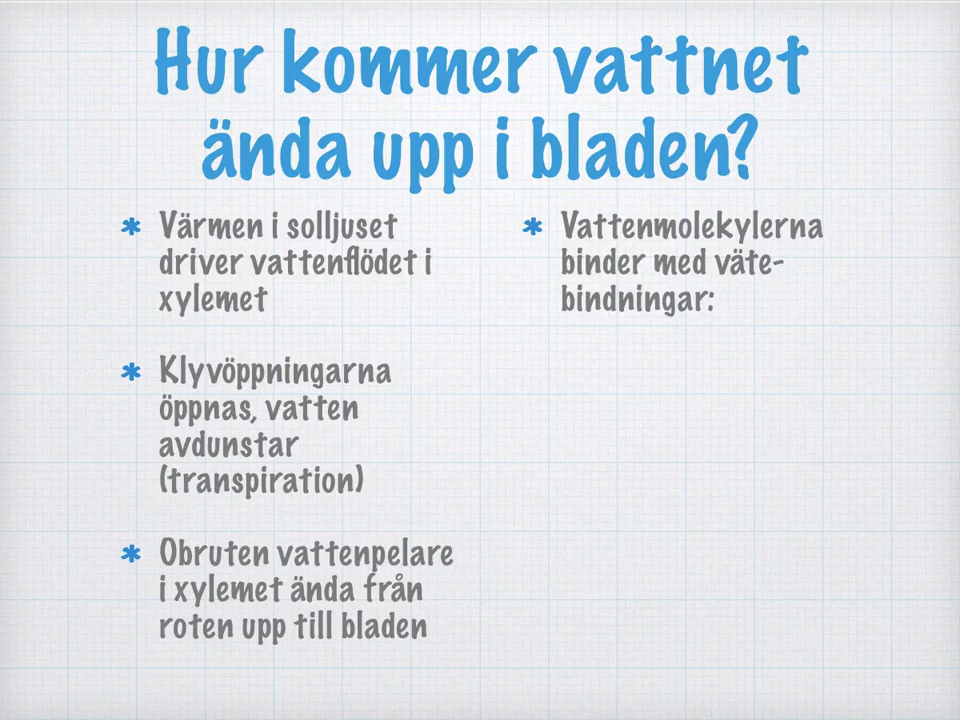 Hur kommer vattnet
ända upp i bladen?
Värmen i solljuset
driver vattenflödet i
xylemet
Klyvöppningarna
öppnas, vatten
avdunstar
(transpiration)
Obruten vattenpelare
i xylemet ända från
roten upp till bladen
Vattenmolekylerna
binder med väte-
bindningar: